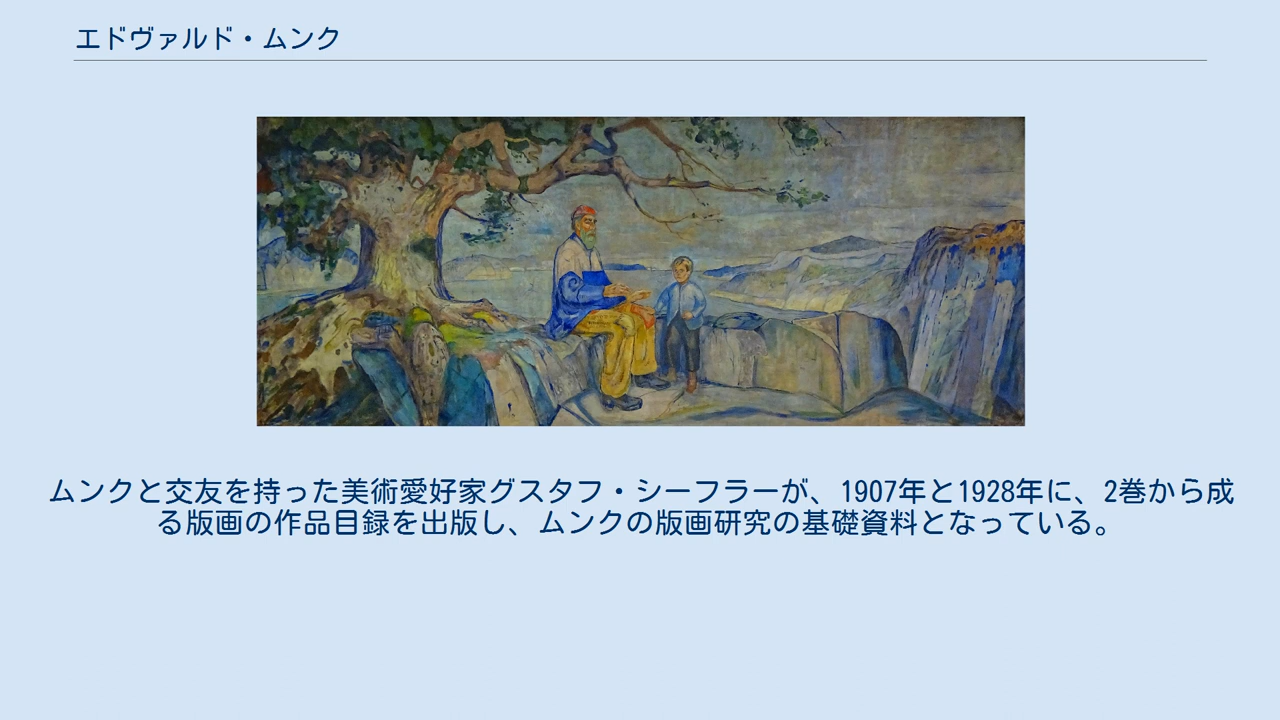 エドヴァルド・ムンク
ムンクと交友を持った美術愛好家グスタフ・シーフラーが、1907年と1928年に、2巻から成
る版画の作品目録を出版し、ムンクの版画研究の基礎資料となっている。